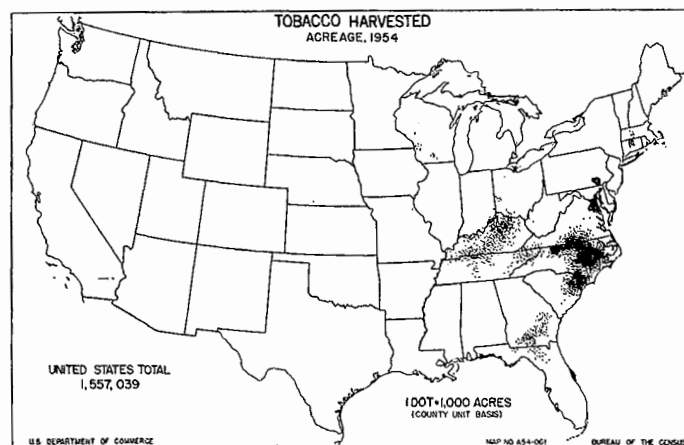 TOBACCO HARVESTED
ACREAGE, 1954
UNITED STATES TOTAL
1,557,039
1 DOT=1,000 ACRES
(COUNTY UNIT BASIS)
U.S. DEPARTMENT OF COMMERCE
MAP NO. A54-061
BUREAU OF THE CENSUS